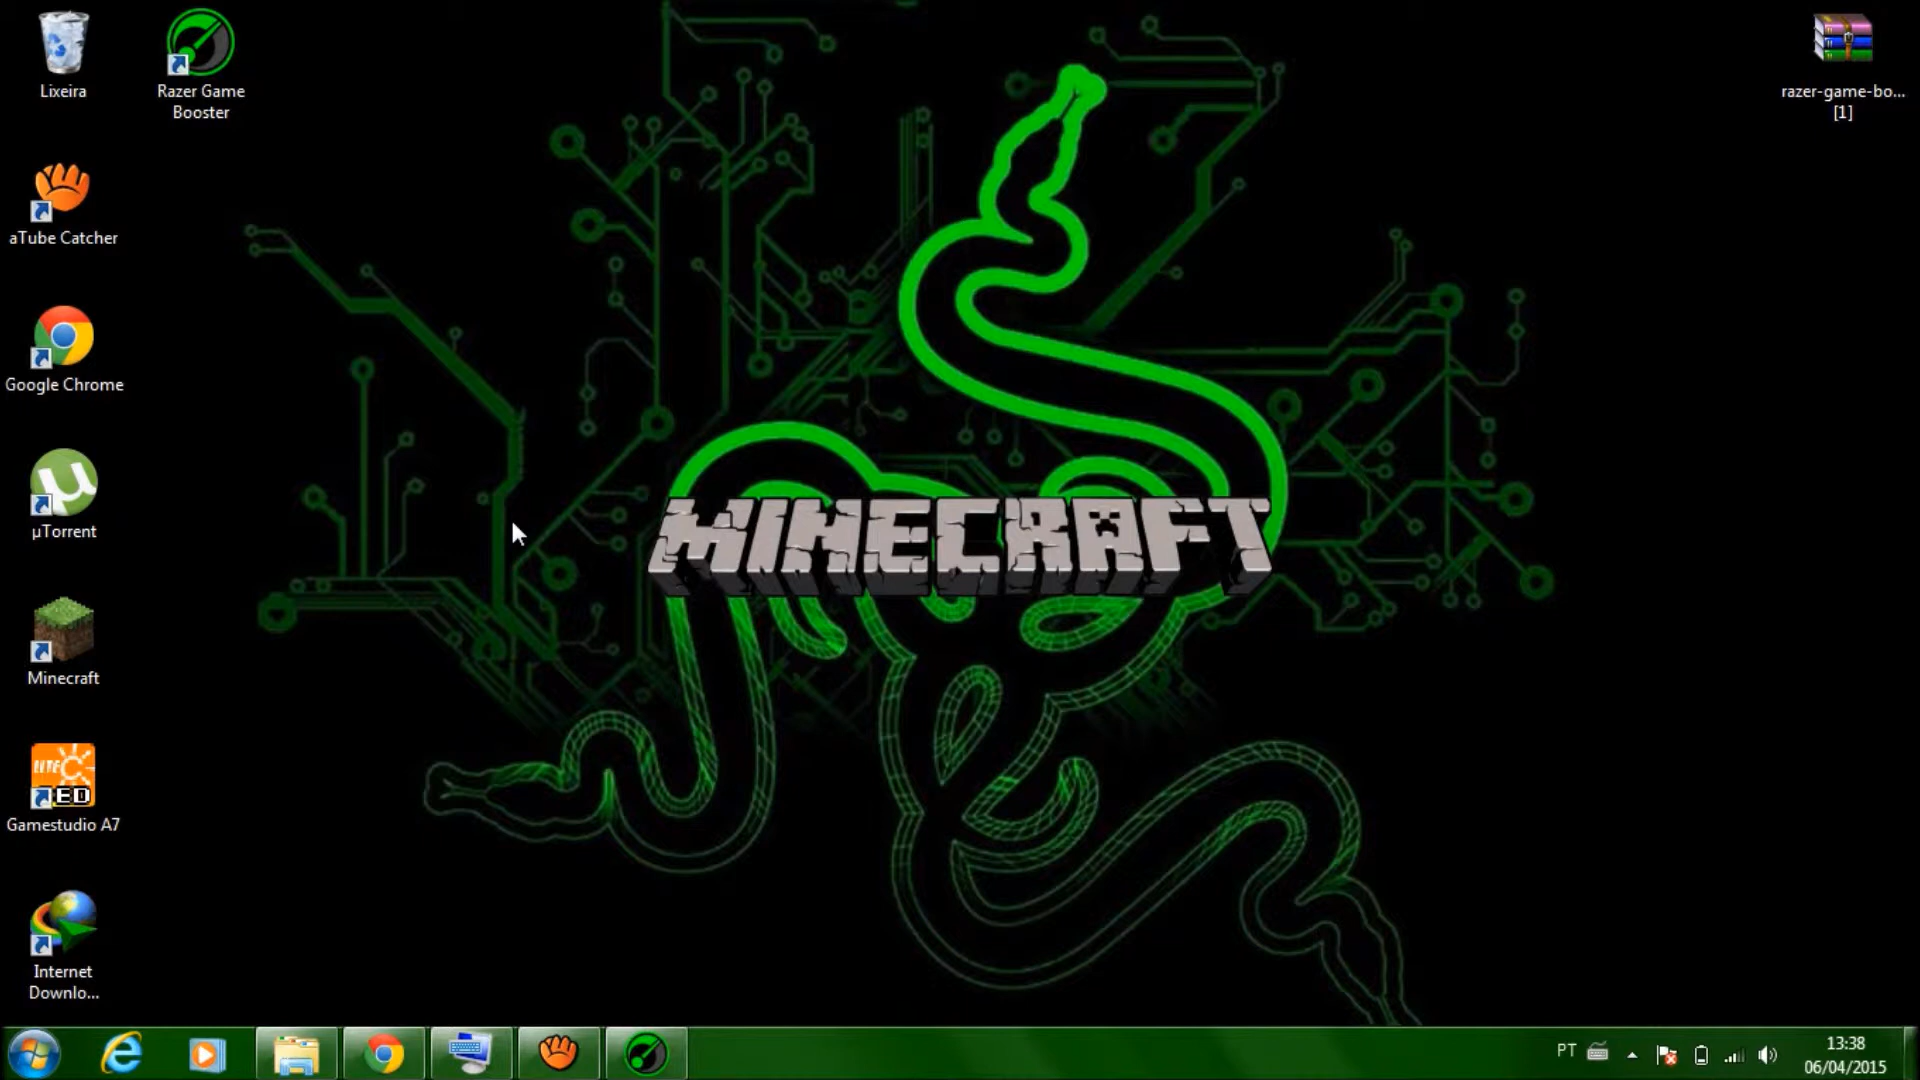 Lixeira
Razer Game
Booster
razer-game-bo...
[1]
aTube Catcher
Google Chrome
µTorrent
MINECRAFT
Minecraft
ED
Gamestudio A7
Internet
Downlo...
PT
13:38
06/04/2015